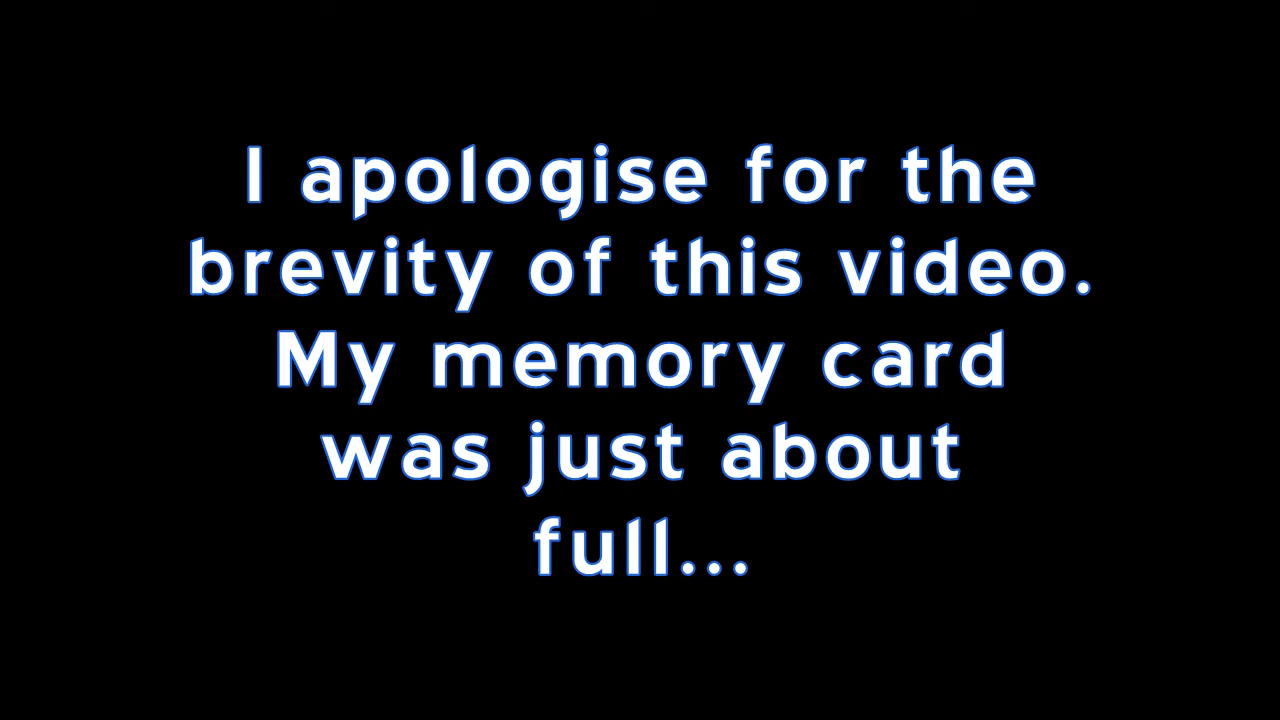 I apologise for the
brevity of this video.
My memory card
was just about
full...